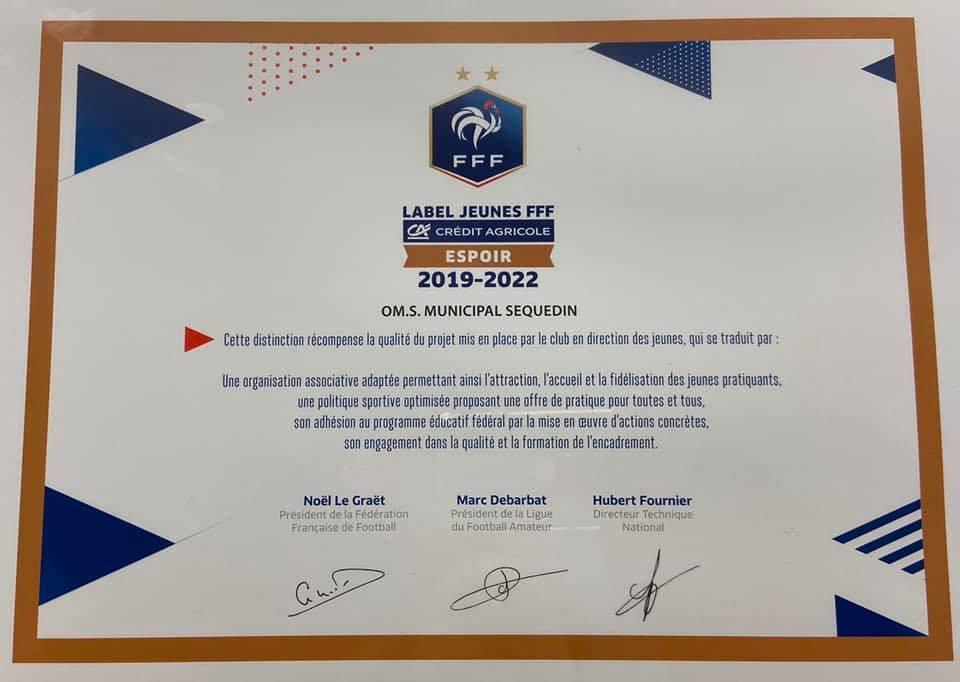 FFF
LABEL JEUNES FFF
CA CRÉDIT AGRICOLE
ESPOIR
2019-2022
OM.S. MUNICIPAL SEQUEDIN
Cette distinction récompense la qualité du projet mis en place par le club en direction des jeunes, qui se traduit par :
Une organisation associative adaptée permettant ainsi l'attraction, l'accueil et la fidélisation des jeunes pratiquants,
une politique sportive optimisée proposant une offre de pratique pour toutes et tous,
son adhésion au programme éducatif fédéral par la mise en œuvre d'actions concrètes,
son engagement dans la qualité et la formation de l'encadrement.
Noël Le Graët
Président de la Fédération
Française de Football
Marc Debarbat
Président de la Ligue
du Football Amateur
Hubert Fournier
Directeur Technique
National